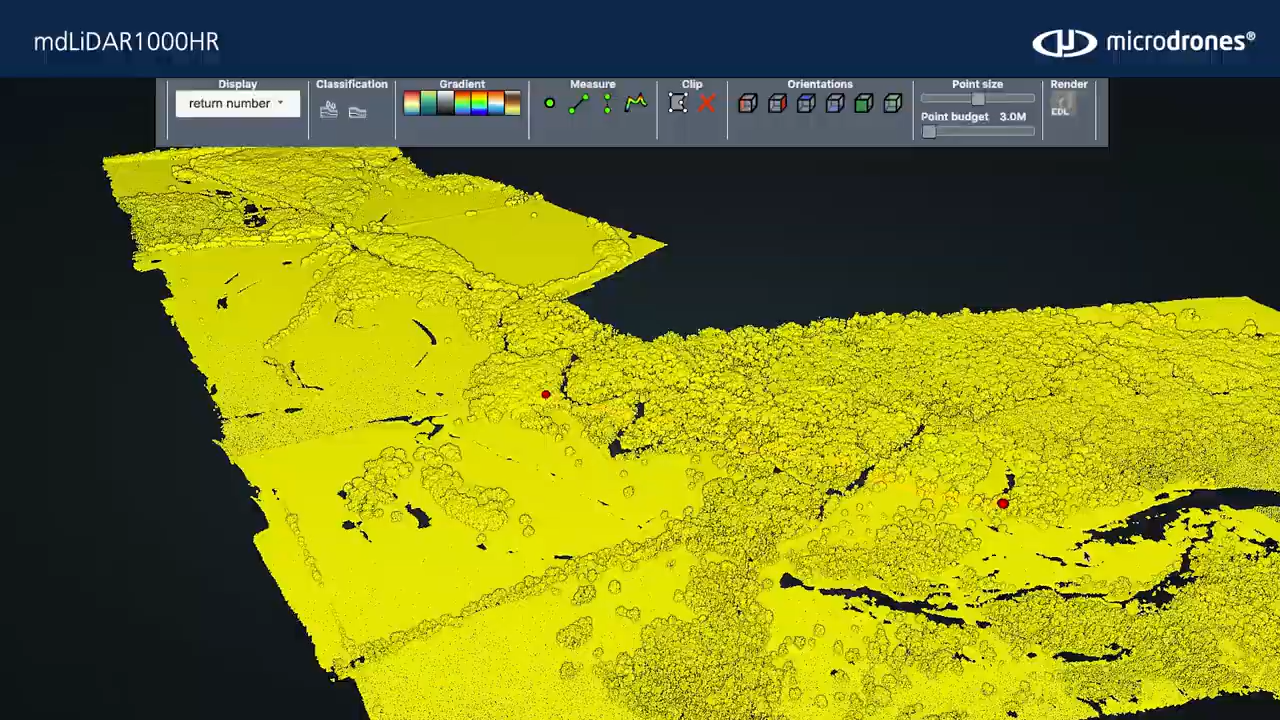 mdLiDAR1000HR
microdrones®
Display
Classification
Gradient
Measure
Clip
Orientations
Point size
Render
return number
EDL
Point budget 3.0M